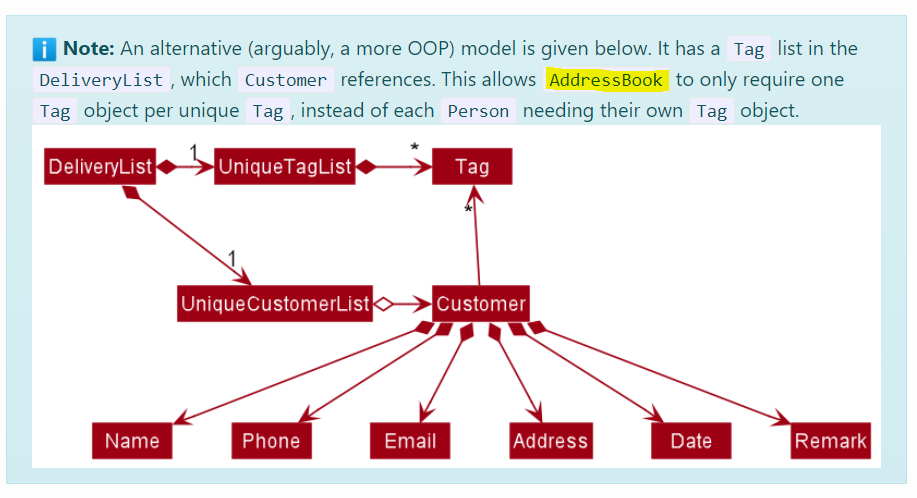 Note: An alternative (arguably, a more OOP) model is given below. It has a Tag list in the
DeliveryList , which Customer references. This allows AddressBook to only require one
Tag object per unique Tag , instead of each Person needing their own Tag object.
DeliveryList 1 UniqueTagList * Tag
*
1
UniqueCustomerList Customer
Name Phone Email Address Date Remark